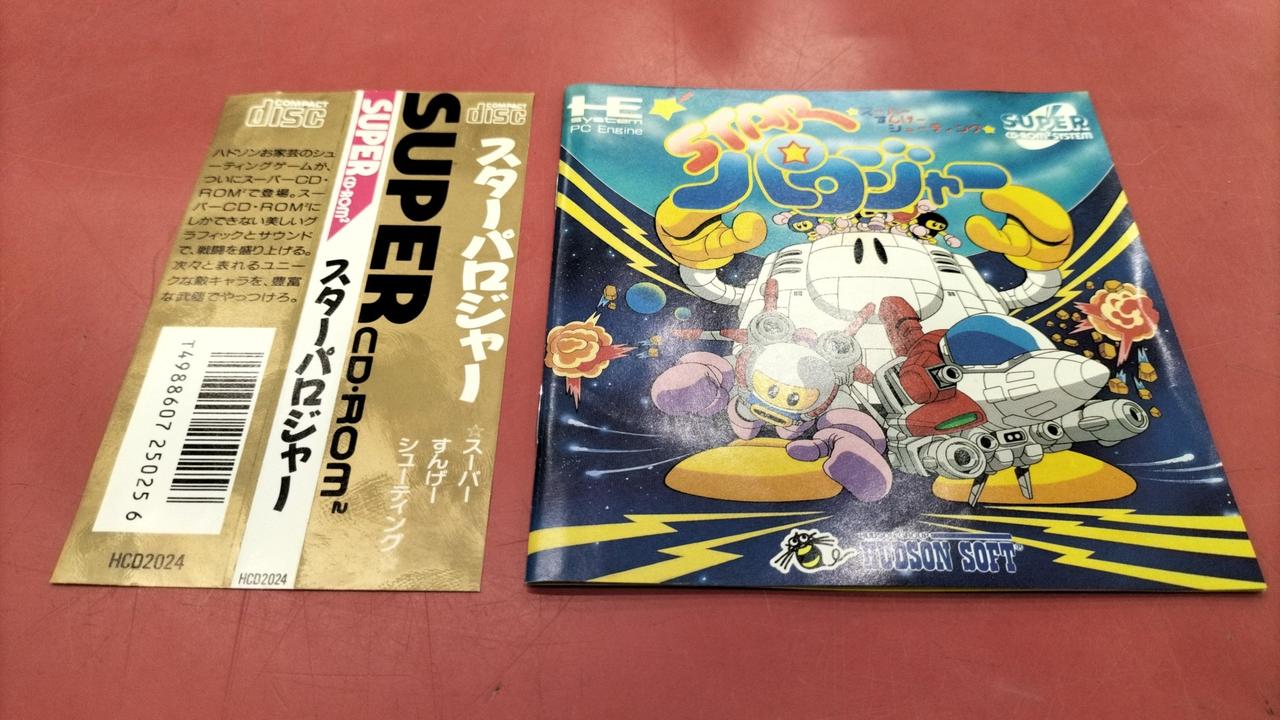 COMPACT
disc
ハドソンお家芸のシュ
ーティングゲームが、
ついにスーパーCD・
ROM²で登場。スー
パーCD・ROM²に
しかできない美しいグ
ラフィックとサウンド
で、戦闘を盛り上げる。
次々と表れるユニー
クな敵キャラを、豊富
な武器でやっつけろ。
T4988607 25025 6
HCD2024
SUPER CD・ROM²
スターパロジャー
HCD2024
SUPER CD・ROM²
COMPACT
disc
スターパロジャー
☆スーパー
すんげー
シューティング
HE
system
PC Engine
STAR
パロジャー
スーパー
すんげー
シューティング
SUPER
CD-ROM² SYSTEM
HUDSON SOFT